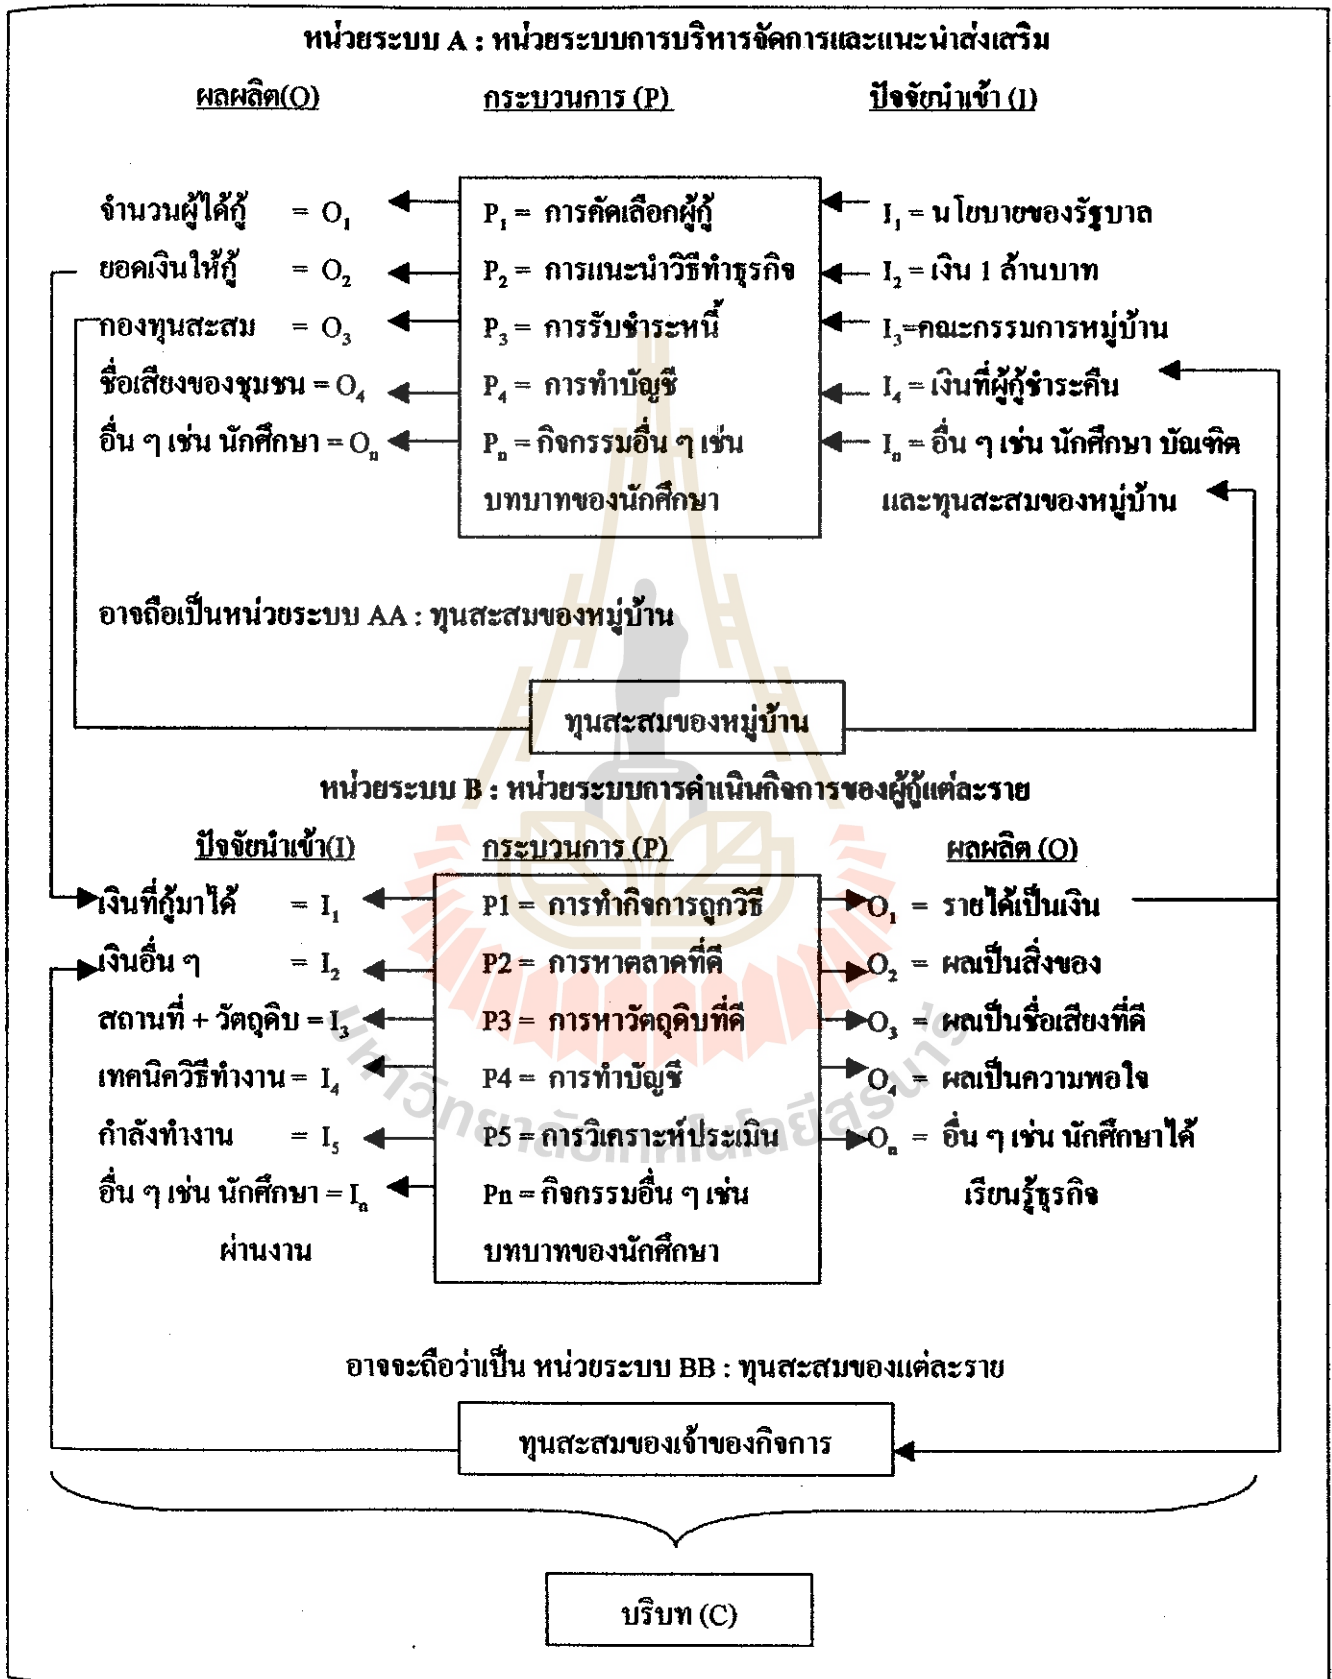 หน่วยระบบ A : หน่วยระบบการบริหารจัดการและแนะนำส่งเสริม
ผลผลิต(O) กระบวนการ (P) ปัจจัยนำเข้า (I)
จำนวนผู้ได้กู้ = O₁ P₁ = การคัดเลือกผู้กู้ I₁ = นโยบายของรัฐบาล
ยอดเงินให้กู้ = O₂ P₂ = การแนะนำวิธีทำธุรกิจ I₂ = เงิน 1 ล้านบาท
กองทุนสะสม = O₃ P₃ = การรับชำระหนี้ I₃=คณะกรรมการหมู่บ้าน
ชื่อเสียงของชุมชน = O₄ P₄ = การทำบัญชี I₄ = เงินที่ผู้กู้ชำระคืน
อื่น ๆ เช่น นักศึกษา = Oₙ Pₙ = กิจกรรมอื่น ๆ เช่น Iₙ = อื่น ๆ เช่น นักศึกษา บัณฑิต
บทบาทของนักศึกษา และทุนสะสมของหมู่บ้าน
อาจถือเป็นหน่วยระบบ AA : ทุนสะสมของหมู่บ้าน
ทุนสะสมของหมู่บ้าน
หน่วยระบบ B : หน่วยระบบการดำเนินกิจการของผู้กู้แต่ละราย
ปัจจัยนำเข้า(I) กระบวนการ (P) ผลผลิต (O)
เงินที่กู้มาได้ = I₁ P1 = การทำกิจการถูกวิธี O₁ = รายได้เป็นเงิน
เงินอื่น ๆ = I₂ P2 = การหาตลาดที่ดี O₂ = ผลเป็นสิ่งของ
สถานที่ + วัตถุดิบ = I₃ P3 = การหาวัตถุดิบที่ดี O₃ = ผลเป็นชื่อเสียงที่ดี
เทคนิควิธีทำงาน = I₄ P4 = การทำบัญชี O₄ = ผลเป็นความพอใจ
กำลังทำงาน = I₅ P5 = การวิเคราะห์ประเมิน Oₙ = อื่น ๆ เช่น นักศึกษาได้
อื่น ๆ เช่น นักศึกษา = Iₙ Pn = กิจกรรมอื่น ๆ เช่น เรียนรู้ธุรกิจ
ผ่านงาน บทบาทของนักศึกษา
มหาวิทยาลัยเทคโนโลยีสุรนารี
อาจจะถือว่าเป็น หน่วยระบบ BB : ทุนสะสมของแต่ละราย
ทุนสะสมของเจ้าของกิจการ
บริบท (C)